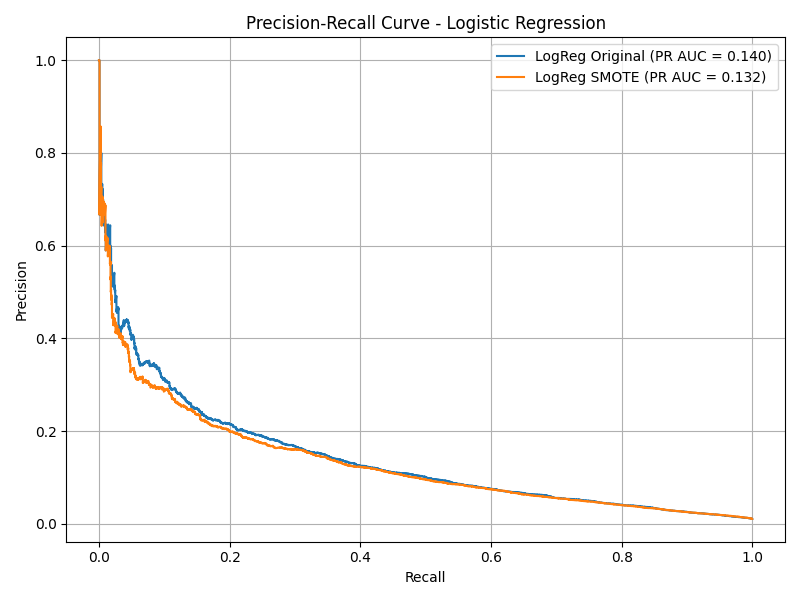 Precision-Recall Curve - Logistic Regression
LogReg Original (PR AUC = 0.140)
LogReg SMOTE (PR AUC = 0.132)
1.0
0.8
0.6
0.4
0.2
0.0
Precision
0.0 0.2 0.4 0.6 0.8 1.0
Recall